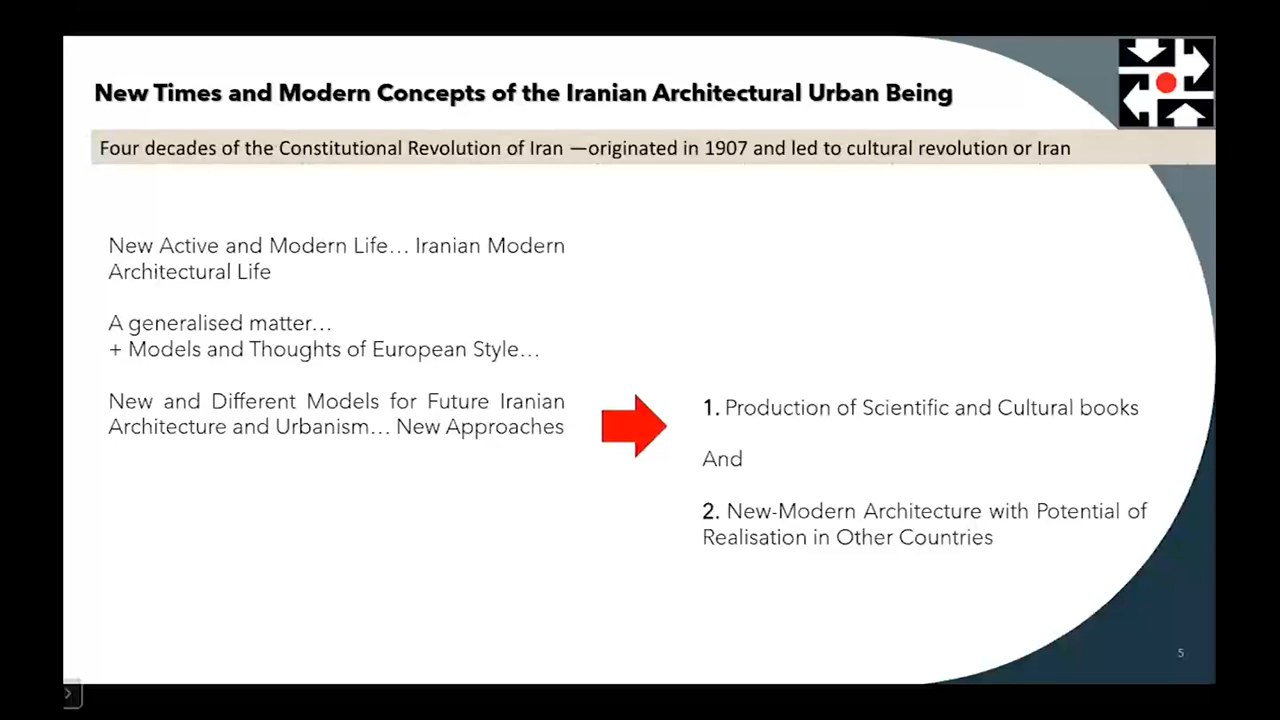 New Times and Modern Concepts of the Iranian Architectural Urban Being
Four decades of the Constitutional Revolution of Iran —originated in 1907 and led to cultural revolution or Iran
New Active and Modern Life… Iranian Modern
Architectural Life
A generalised matter…
+ Models and Thoughts of European Style…
New and Different Models for Future Iranian
Architecture and Urbanism… New Approaches
1. Production of Scientific and Cultural books
And
2. New-Modern Architecture with Potential of
Realisation in Other Countries
5